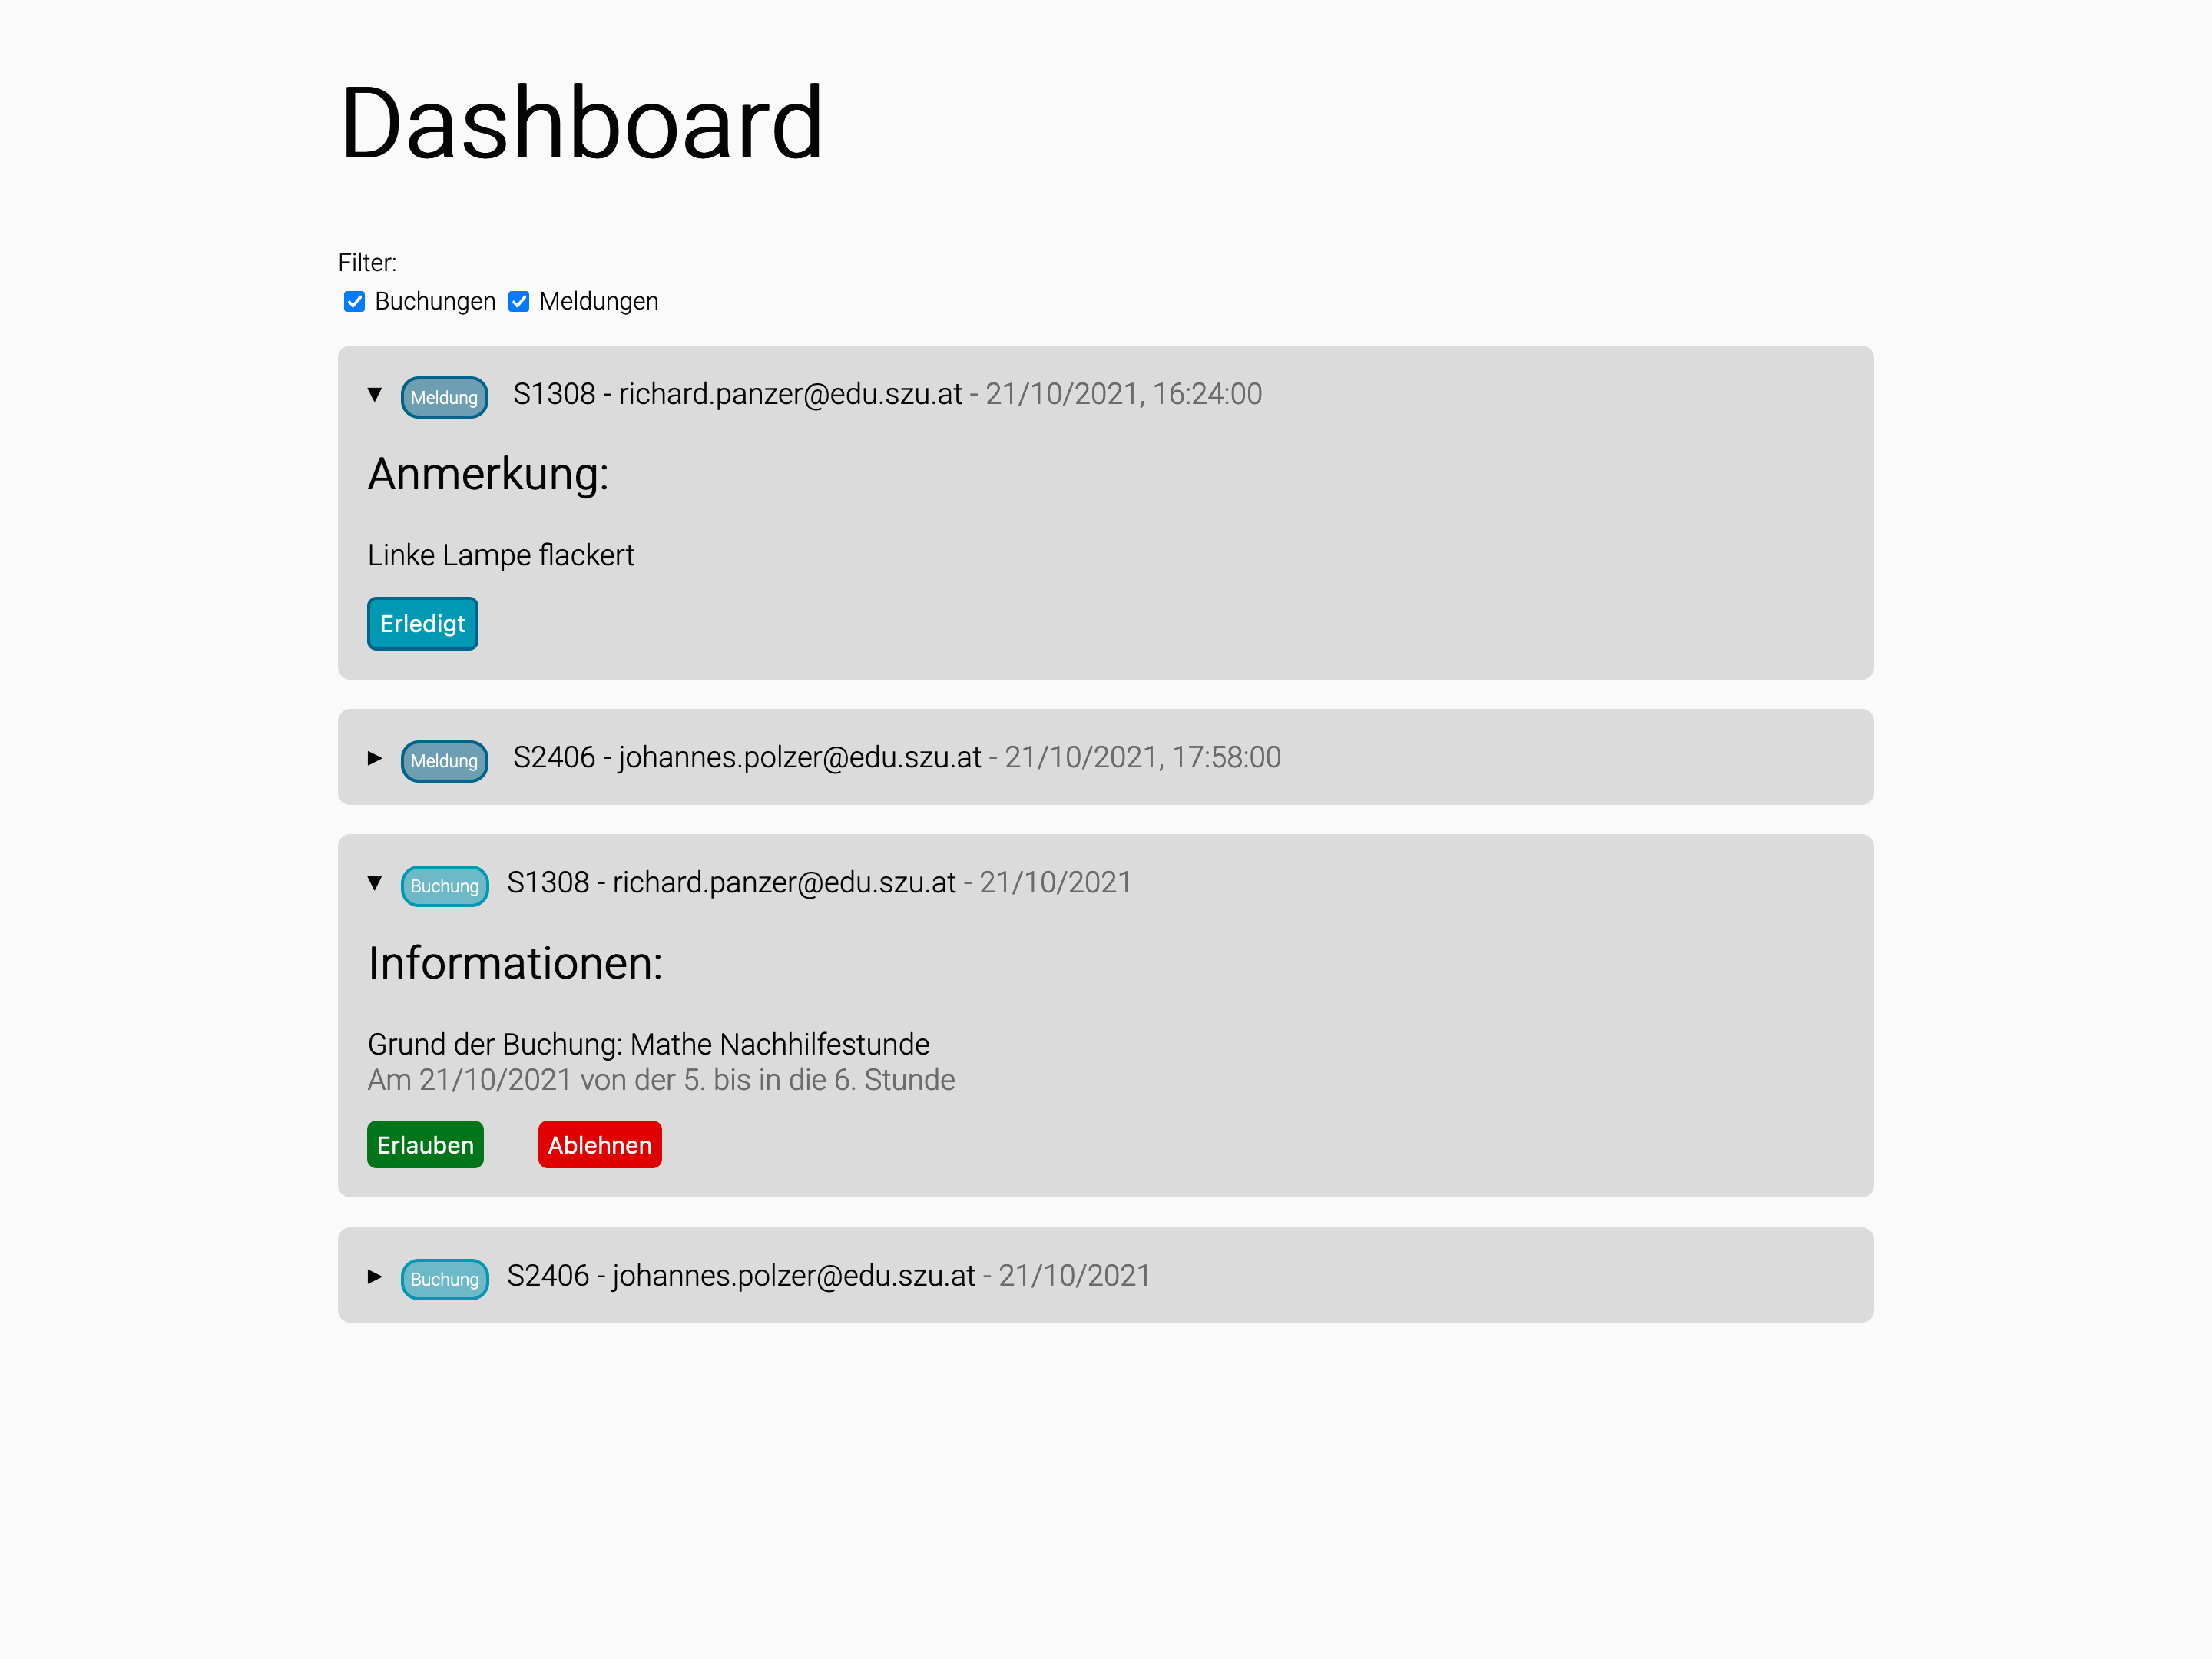 Dashboard
Filter:
Buchungen Meldungen
Meldung S1308 - richard.panzer@edu.szu.at - 21/10/2021, 16:24:00
Anmerkung:
Linke Lampe flackert
Erledigt
Meldung S2406 - johannes.polzer@edu.szu.at - 21/10/2021, 17:58:00
Buchung S1308 - richard.panzer@edu.szu.at - 21/10/2021
Informationen:
Grund der Buchung: Mathe Nachhilfestunde
Am 21/10/2021 von der 5. bis in die 6. Stunde
Erlauben Ablehnen
Buchung S2406 - johannes.polzer@edu.szu.at - 21/10/2021